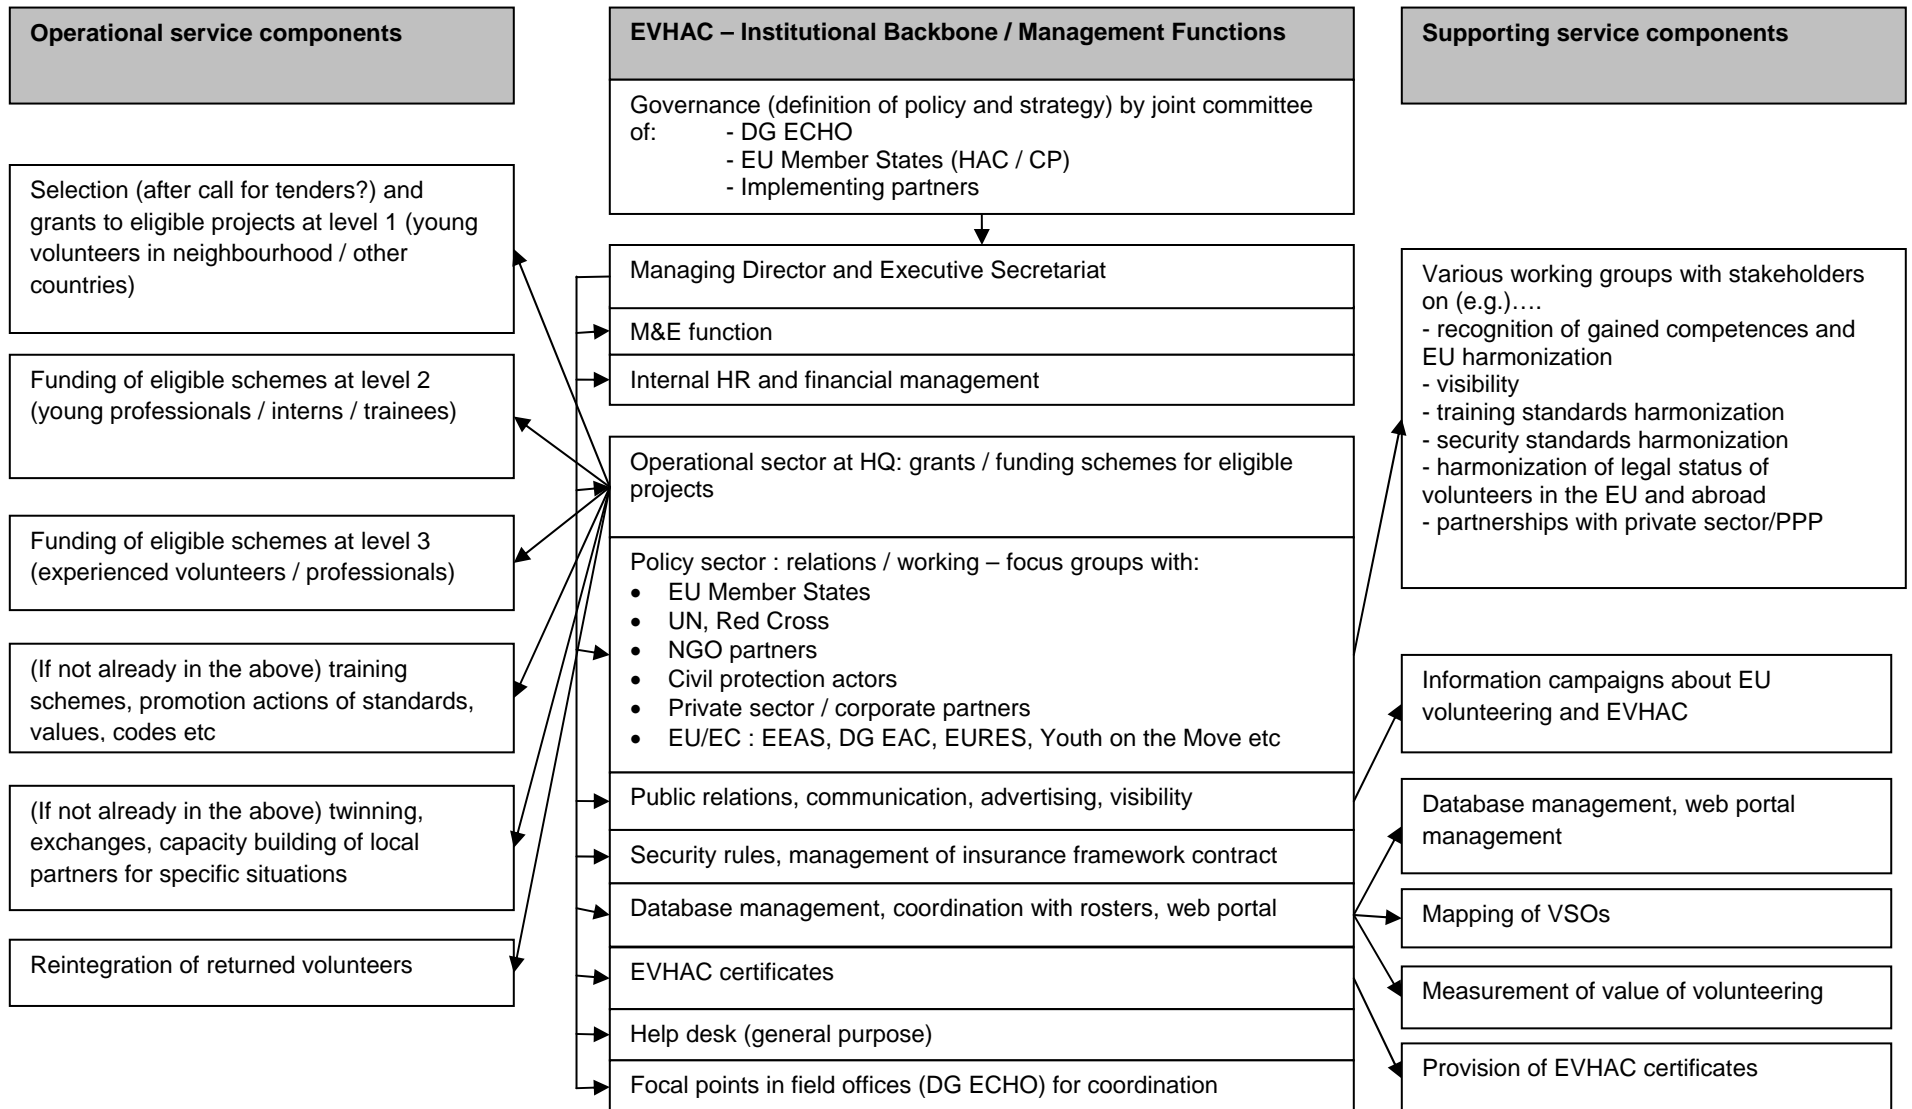 Operational service components
Selection (after call for tenders?) and
grants to eligible projects at level 1 (young
volunteers in neighbourhood / other
countries)
Funding of eligible schemes at level 2
(young professionals / interns / trainees)
Funding of eligible schemes at level 3
(experienced volunteers / professionals)
(If not already in the above) training
schemes, promotion actions of standards,
values, codes etc
(If not already in the above) twinning,
exchanges, capacity building of local
partners for specific situations
Reintegration of returned volunteers
EVHAC – Institutional Backbone / Management Functions
Governance (definition of policy and strategy) by joint committee
of: - DG ECHO
- EU Member States (HAC / CP)
- Implementing partners
Managing Director and Executive Secretariat
M&E function
Internal HR and financial management
Operational sector at HQ: grants / funding schemes for eligible
projects
Policy sector : relations / working – focus groups with:
• EU Member States
• UN, Red Cross
• NGO partners
• Civil protection actors
• Private sector / corporate partners
• EU/EC : EEAS, DG EAC, EURES, Youth on the Move etc
Public relations, communication, advertising, visibility
Security rules, management of insurance framework contract
Database management, coordination with rosters, web portal
EVHAC certificates
Help desk (general purpose)
Focal points in field offices (DG ECHO) for coordination
Supporting service components
Various working groups with stakeholders
on (e.g.)….
- recognition of gained competences and
EU harmonization
- visibility
- training standards harmonization
- security standards harmonization
- harmonization of legal status of
volunteers in the EU and abroad
- partnerships with private sector/PPP
Information campaigns about EU
volunteering and EVHAC
Database management, web portal
management
Mapping of VSOs
Measurement of value of volunteering
Provision of EVHAC certificates